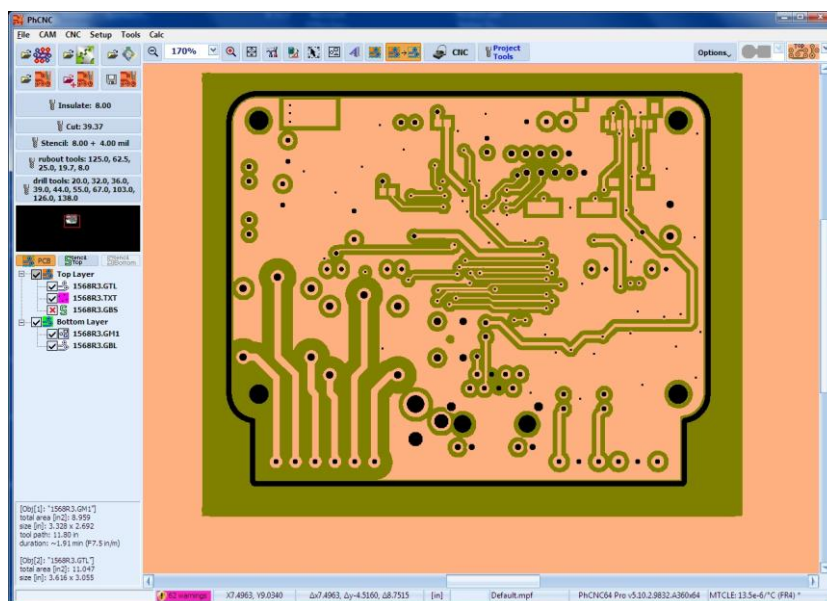 PhCNC
File CAM CNC Setup Tools Calc
170% CNC Project Tools Options
Insulate: 8.00
Cut: 39.37
Stencil: 8.00 + 4.00 mil
rubout tools: 125.0, 62.5,
25.0, 19.7, 8.0
drill tools: 20.0, 32.0, 36.0,
39.0, 44.0, 55.0, 67.0, 103.0,
126.0, 138.0
PCB Stencil Top Stencil Bottom
Top Layer
1568R3.GTL
1568R3.TXT
1568R3.GBS
Bottom Layer
1568R3.GM1
1568R3.GBL
[Obj[1]: "1568R3.GM1"
total area [in2]: 8.959
size [in]: 3.328 x 2.692
tool path: 11.80 in
duration: ~1.91 min (F7.5 in/m)
[Obj[2]: "1568R3.GTL"
total area [in2]: 11.047
size [in]: 3.616 x 3.055
62 warnings X7.4963, Y9.0340 Δx7.4963, Δy-4.5160, Δ8.7515 [in] Default.mpf PhCNC64 Pro v5.10.2.9832.A360x64 MTCLE: 13.5e-6/°C (FR4) *